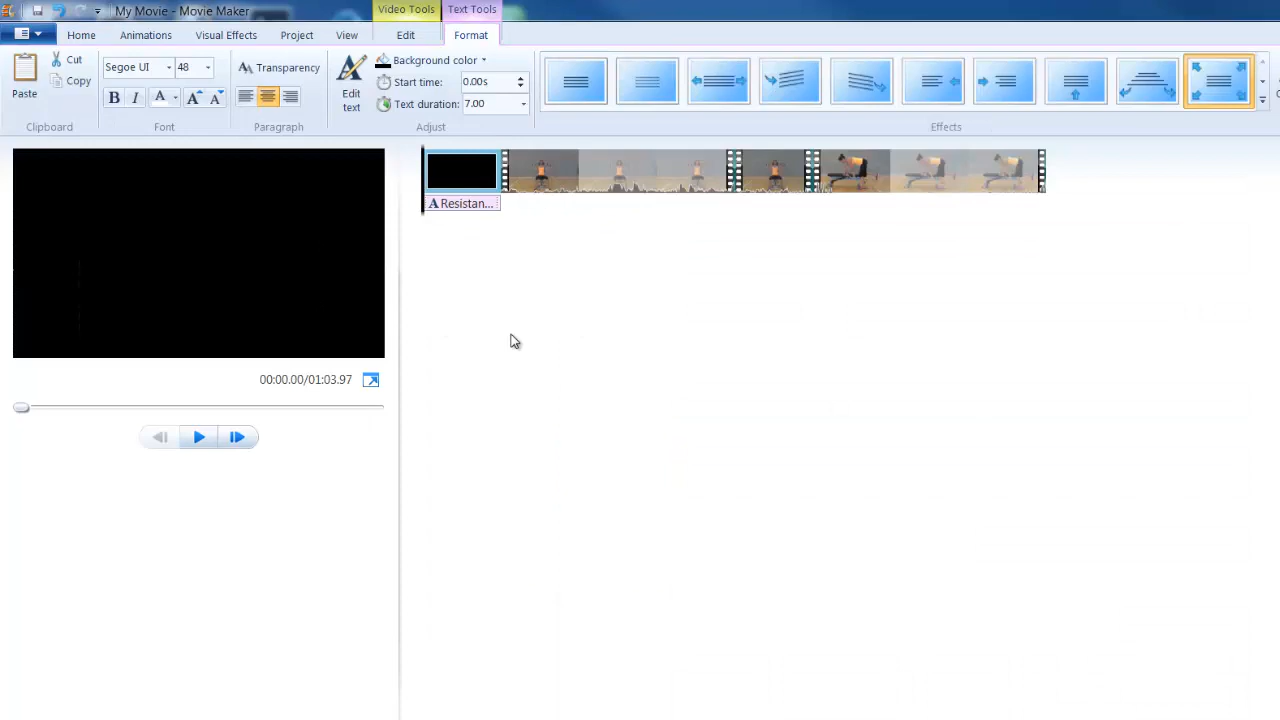 My Movie - Movie Maker
Video Tools
Text Tools
Home
Animations
Visual Effects
Project
View
Edit
Format
Paste
Cut
Copy
Clipboard
Segoe UI
48
B I A A A
Font
Transparency
Paragraph
Edit
text
Background color
Start time: 0.00s
Text duration: 7.00
Adjust
Effects
A Resistan...
00:00.00/01:03.97